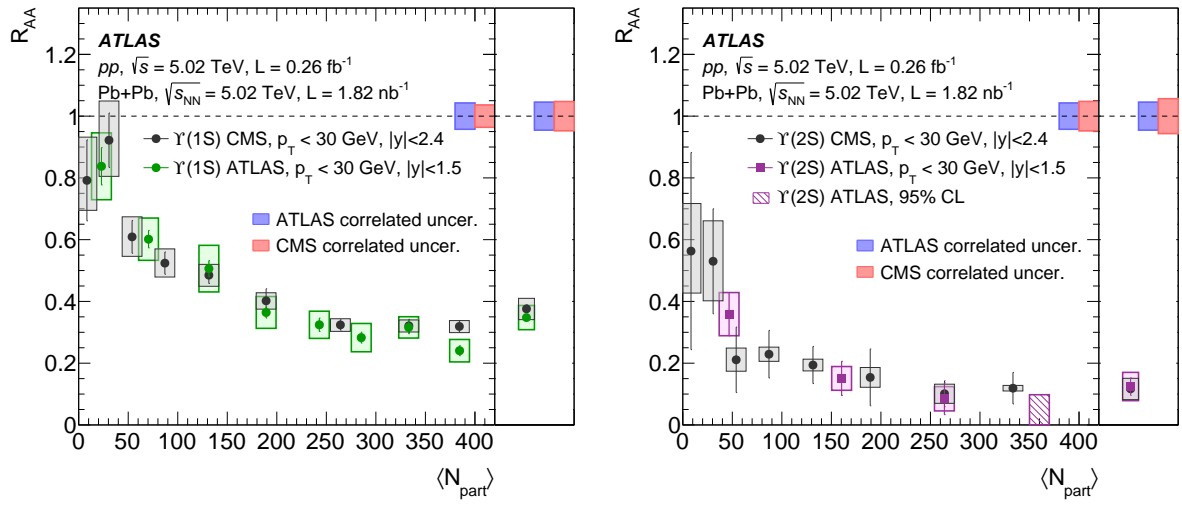 R_AA
ATLAS
pp, √s = 5.02 TeV, L = 0.26 fb⁻¹
Pb+Pb, √s_NN = 5.02 TeV, L = 1.82 nb⁻¹
ϒ(1S) CMS, p_T < 30 GeV, |y|<2.4
ϒ(1S) ATLAS, p_T < 30 GeV, |y|<1.5
ATLAS correlated uncer.
CMS correlated uncer.
1.2
1
0.8
0.6
0.4
0.2
0
0 50 100 150 200 250 300 350 400
⟨N_part⟩
R_AA
ATLAS
pp, √s = 5.02 TeV, L = 0.26 fb⁻¹
Pb+Pb, √s_NN = 5.02 TeV, L = 1.82 nb⁻¹
ϒ(2S) CMS, p_T < 30 GeV, |y|<2.4
ϒ(2S) ATLAS, p_T < 30 GeV, |y|<1.5
ϒ(2S) ATLAS, 95% CL
ATLAS correlated uncer.
CMS correlated uncer.
1.2
1
0.8
0.6
0.4
0.2
0
0 50 100 150 200 250 300 350 400
⟨N_part⟩